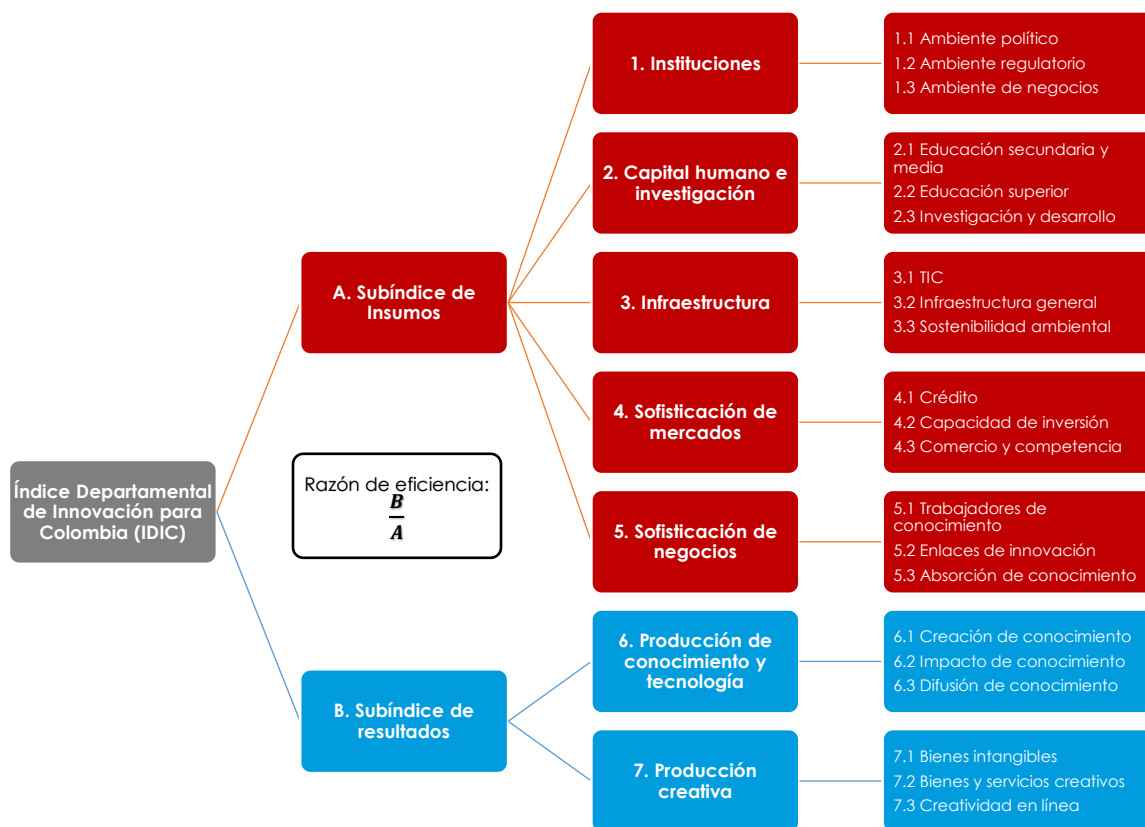 Índice Departamental
de Innovación para
Colombia (IDIC)
A. Subíndice de
Insumos
1. Instituciones
1.1 Ambiente político
1.2 Ambiente regulatorio
1.3 Ambiente de negocios
2. Capital humano e
investigación
2.1 Educación secundaria y
media
2.2 Educación superior
2.3 Investigación y desarrollo
3. Infraestructura
3.1 TIC
3.2 Infraestructura general
3.3 Sostenibilidad ambiental
4. Sofisticación de
mercados
4.1 Crédito
4.2 Capacidad de inversión
4.3 Comercio y competencia
5. Sofisticación de
negocios
5.1 Trabajadores de
conocimiento
5.2 Enlaces de innovación
5.3 Absorción de conocimiento
Razón de eficiencia:
B
A
B. Subíndice de
resultados
6. Producción de
conocimiento y
tecnología
6.1 Creación de conocimiento
6.2 Impacto de conocimiento
6.3 Difusión de conocimiento
7. Producción
creativa
7.1 Bienes intangibles
7.2 Bienes y servicios creativos
7.3 Creatividad en línea